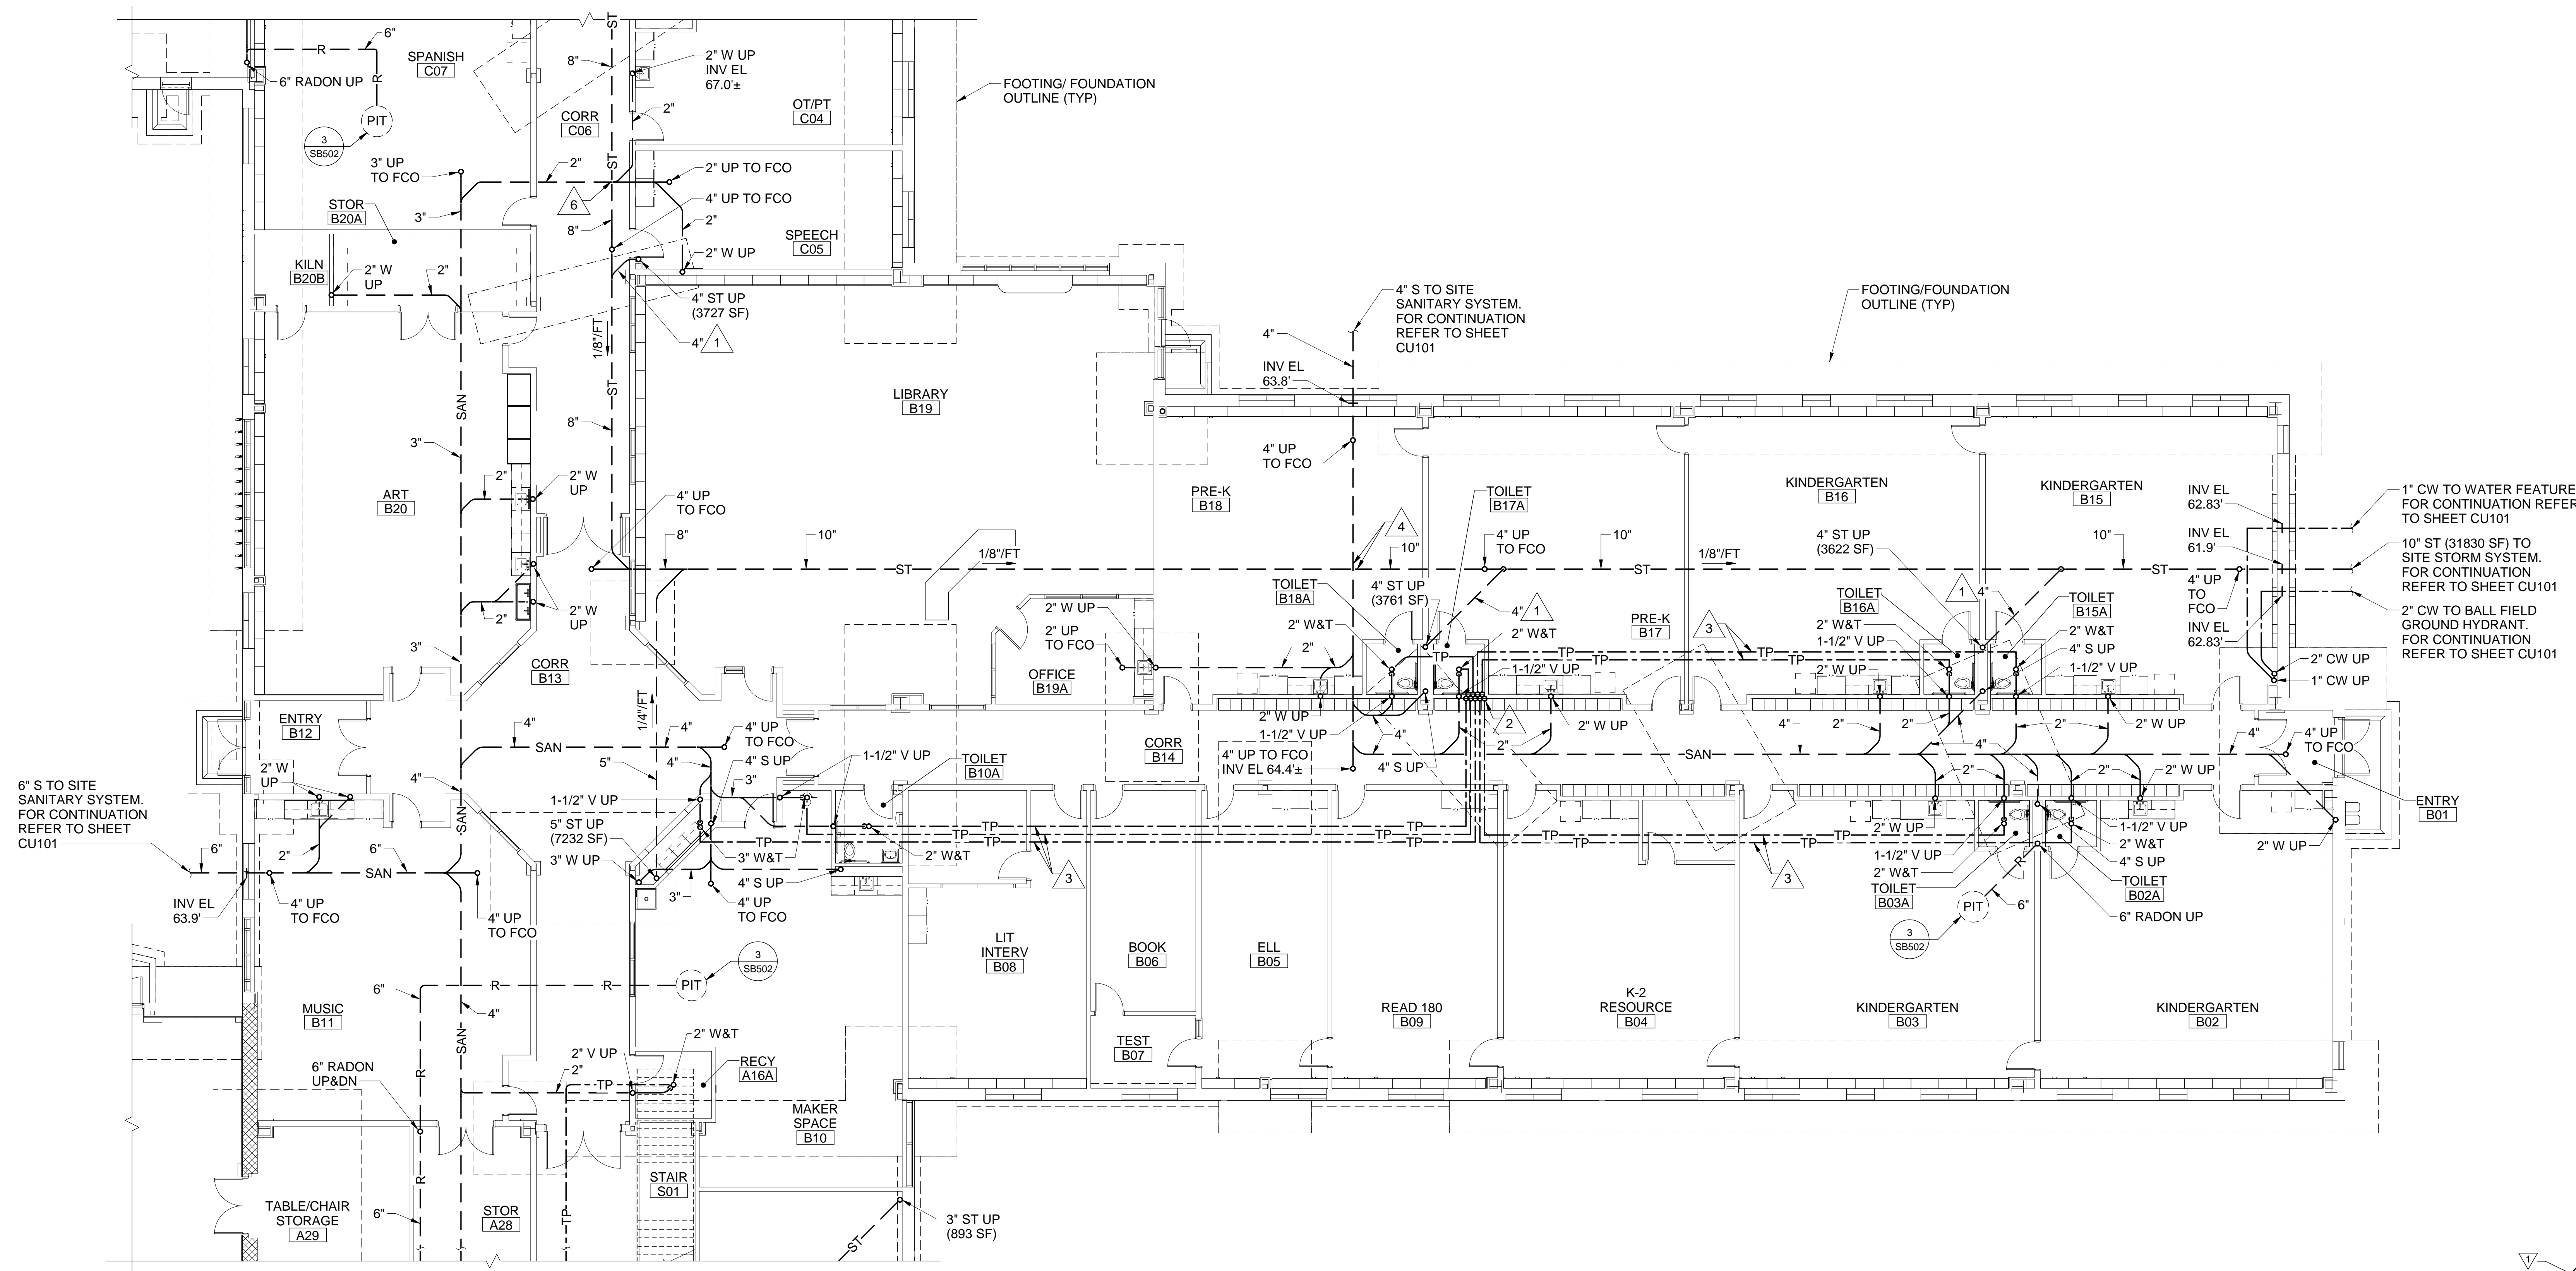 6"
R
R
6" RADON UP
SPANISH
C07
PIT
3
SB502
ST
8"
2" W UP
INV EL
67.0'±
2"
CORR
C06
OT/PT
C04
FOOTING/ FOUNDATION
OUTLINE (TYP)
3" UP
TO FCO
2"
ST
6
2" UP TO FCO
4" UP TO FCO
STOR
B20A
3"
8"
2"
SPEECH
C05
2" W UP
KILN
B20B
2" W
UP
2"
4" ST UP
(3727 SF)
4"
1
1/8"/FT
ST
4" S TO SITE
SANITARY SYSTEM.
FOR CONTINUATION
REFER TO SHEET
CU101
4"
INV EL
63.8'
FOOTING/FOUNDATION
OUTLINE (TYP)
SAN
8"
LIBRARY
B19
3"
4" UP
TO FCO
2"
2" W
UP
ART
B20
4" UP
TO FCO
PRE-K
B18
TOILET
B17A
KINDERGARTEN
B16
KINDERGARTEN
B15
INV EL
62.83'
1" CW TO WATER FEATURE
FOR CONTINUATION REFER
TO SHEET CU101
8"
10"
1/8"/FT
ST
4
10"
4" UP
TO FCO
10"
ST
4" ST UP
(3622 SF)
1/8"/FT
10"
ST
INV EL
61.9'
10" ST (31830 SF) TO
SITE STORM SYSTEM.
FOR CONTINUATION
REFER TO SHEET CU101
4" UP
TO
FCO
2"
2" W
UP
TOILET
B18A
4" ST UP
(3761 SF)
4"
1
2" W&T
2" W&T
PRE-K
B17
3
TOILET
B16A
1
4"
TOILET
B15A
2" W&T
1-1/2" V UP
2" W&T
4" S UP
1-1/2" V UP
INV EL
62.83'
2" CW TO BALL FIELD
GROUND HYDRANT.
FOR CONTINUATION
REFER TO SHEET CU101
2" CW UP
1" CW UP
3"
CORR
B13
2" W UP
2" UP
TO FCO
OFFICE
B19A
2"
TP
TP
TP
1-1/2" V UP
TP
TP
2" W UP
2" W UP
1-1/2" V UP
2
2" W UP
2" W UP
ENTRY
B12
4"
SAN
1/4"/FT
4"
4" UP
TO FCO
CORR
B14
4"
2"
SAN
4"
2"
2"
2"
4"
4"
4" UP
TO FCO
2" W
UP
4"
5"
4"
4" S UP
3"
1-1/2" V UP
TOILET
B10A
4" UP TO FCO
INV EL 64.4'±
4" S UP
2"
2"
2" W UP
ENTRY
B01
6" S TO SITE
SANITARY SYSTEM.
FOR CONTINUATION
REFER TO SHEET
CU101
SAN
1-1/2" V UP
5" ST UP
(7232 SF)
3" W UP
TP
3" W&T
TP
TP
TP
TP
TP
TP
2" W&T
3
TP
TP
TP
TP
3
2" W UP
1-1/2" V UP
2" W&T
1-1/2" V UP
2" W&T
4" S UP
2" W UP
6"
2"
6"
SAN
4" S UP
3"
4" UP
TO FCO
R
TOILET
B03A
TOILET
B02A
PIT
6"
6" RADON UP
INV EL
63.9'
4" UP
TO FCO
4" UP
TO FCO
3
SB502
LIT
INTERV
B08
BOOK
B06
ELL
B05
3
SB502
6"
R
R
PIT
MUSIC
B11
4"
READ 180
B09
K-2
RESOURCE
B04
KINDERGARTEN
B03
KINDERGARTEN
B02
SAN
2" W&T
TEST
B07
6" RADON
UP&DN
R
2" V UP
2"
TP
RECY
A16A
MAKER
SPACE
B10
R
STAIR
S01
TABLE/CHAIR
STORAGE
A29
6"
STOR
A28
TP
3" ST UP
(893 SF)
ST
1